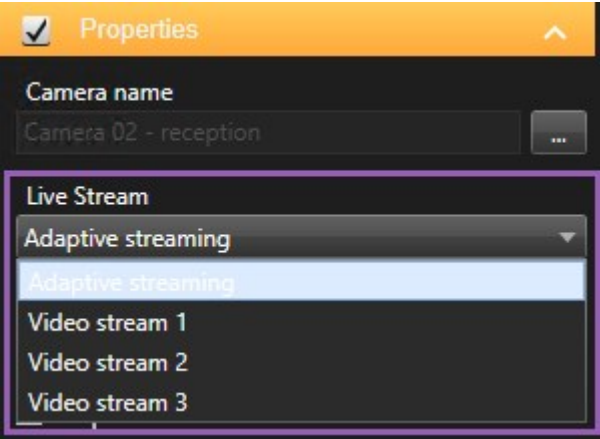 Properties
Camera name
Camera 02 - reception
...
Live Stream
Adaptive streaming
Adaptive streaming
Video stream 1
Video stream 2
Video stream 3